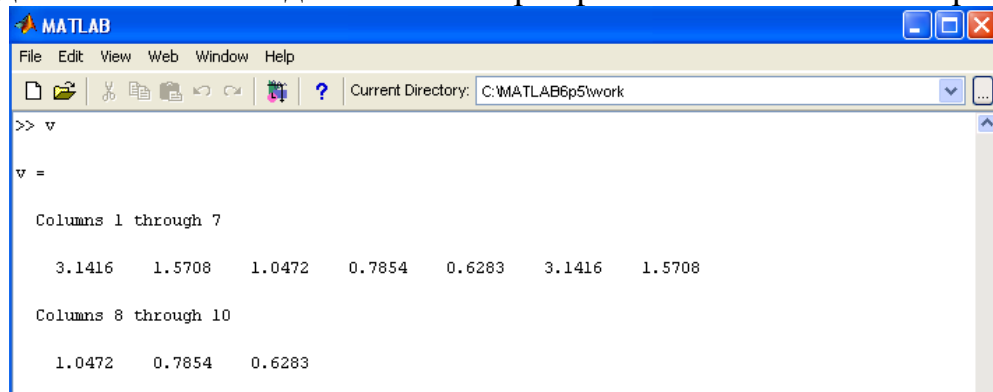 MATLAB
File Edit View Web Window Help
? Current Directory: C:\MATLAB6p5\work ...
>> v
v =
Columns 1 through 7
3.1416 1.5708 1.0472 0.7854 0.6283 3.1416 1.5708
Columns 8 through 10
1.0472 0.7854 0.6283